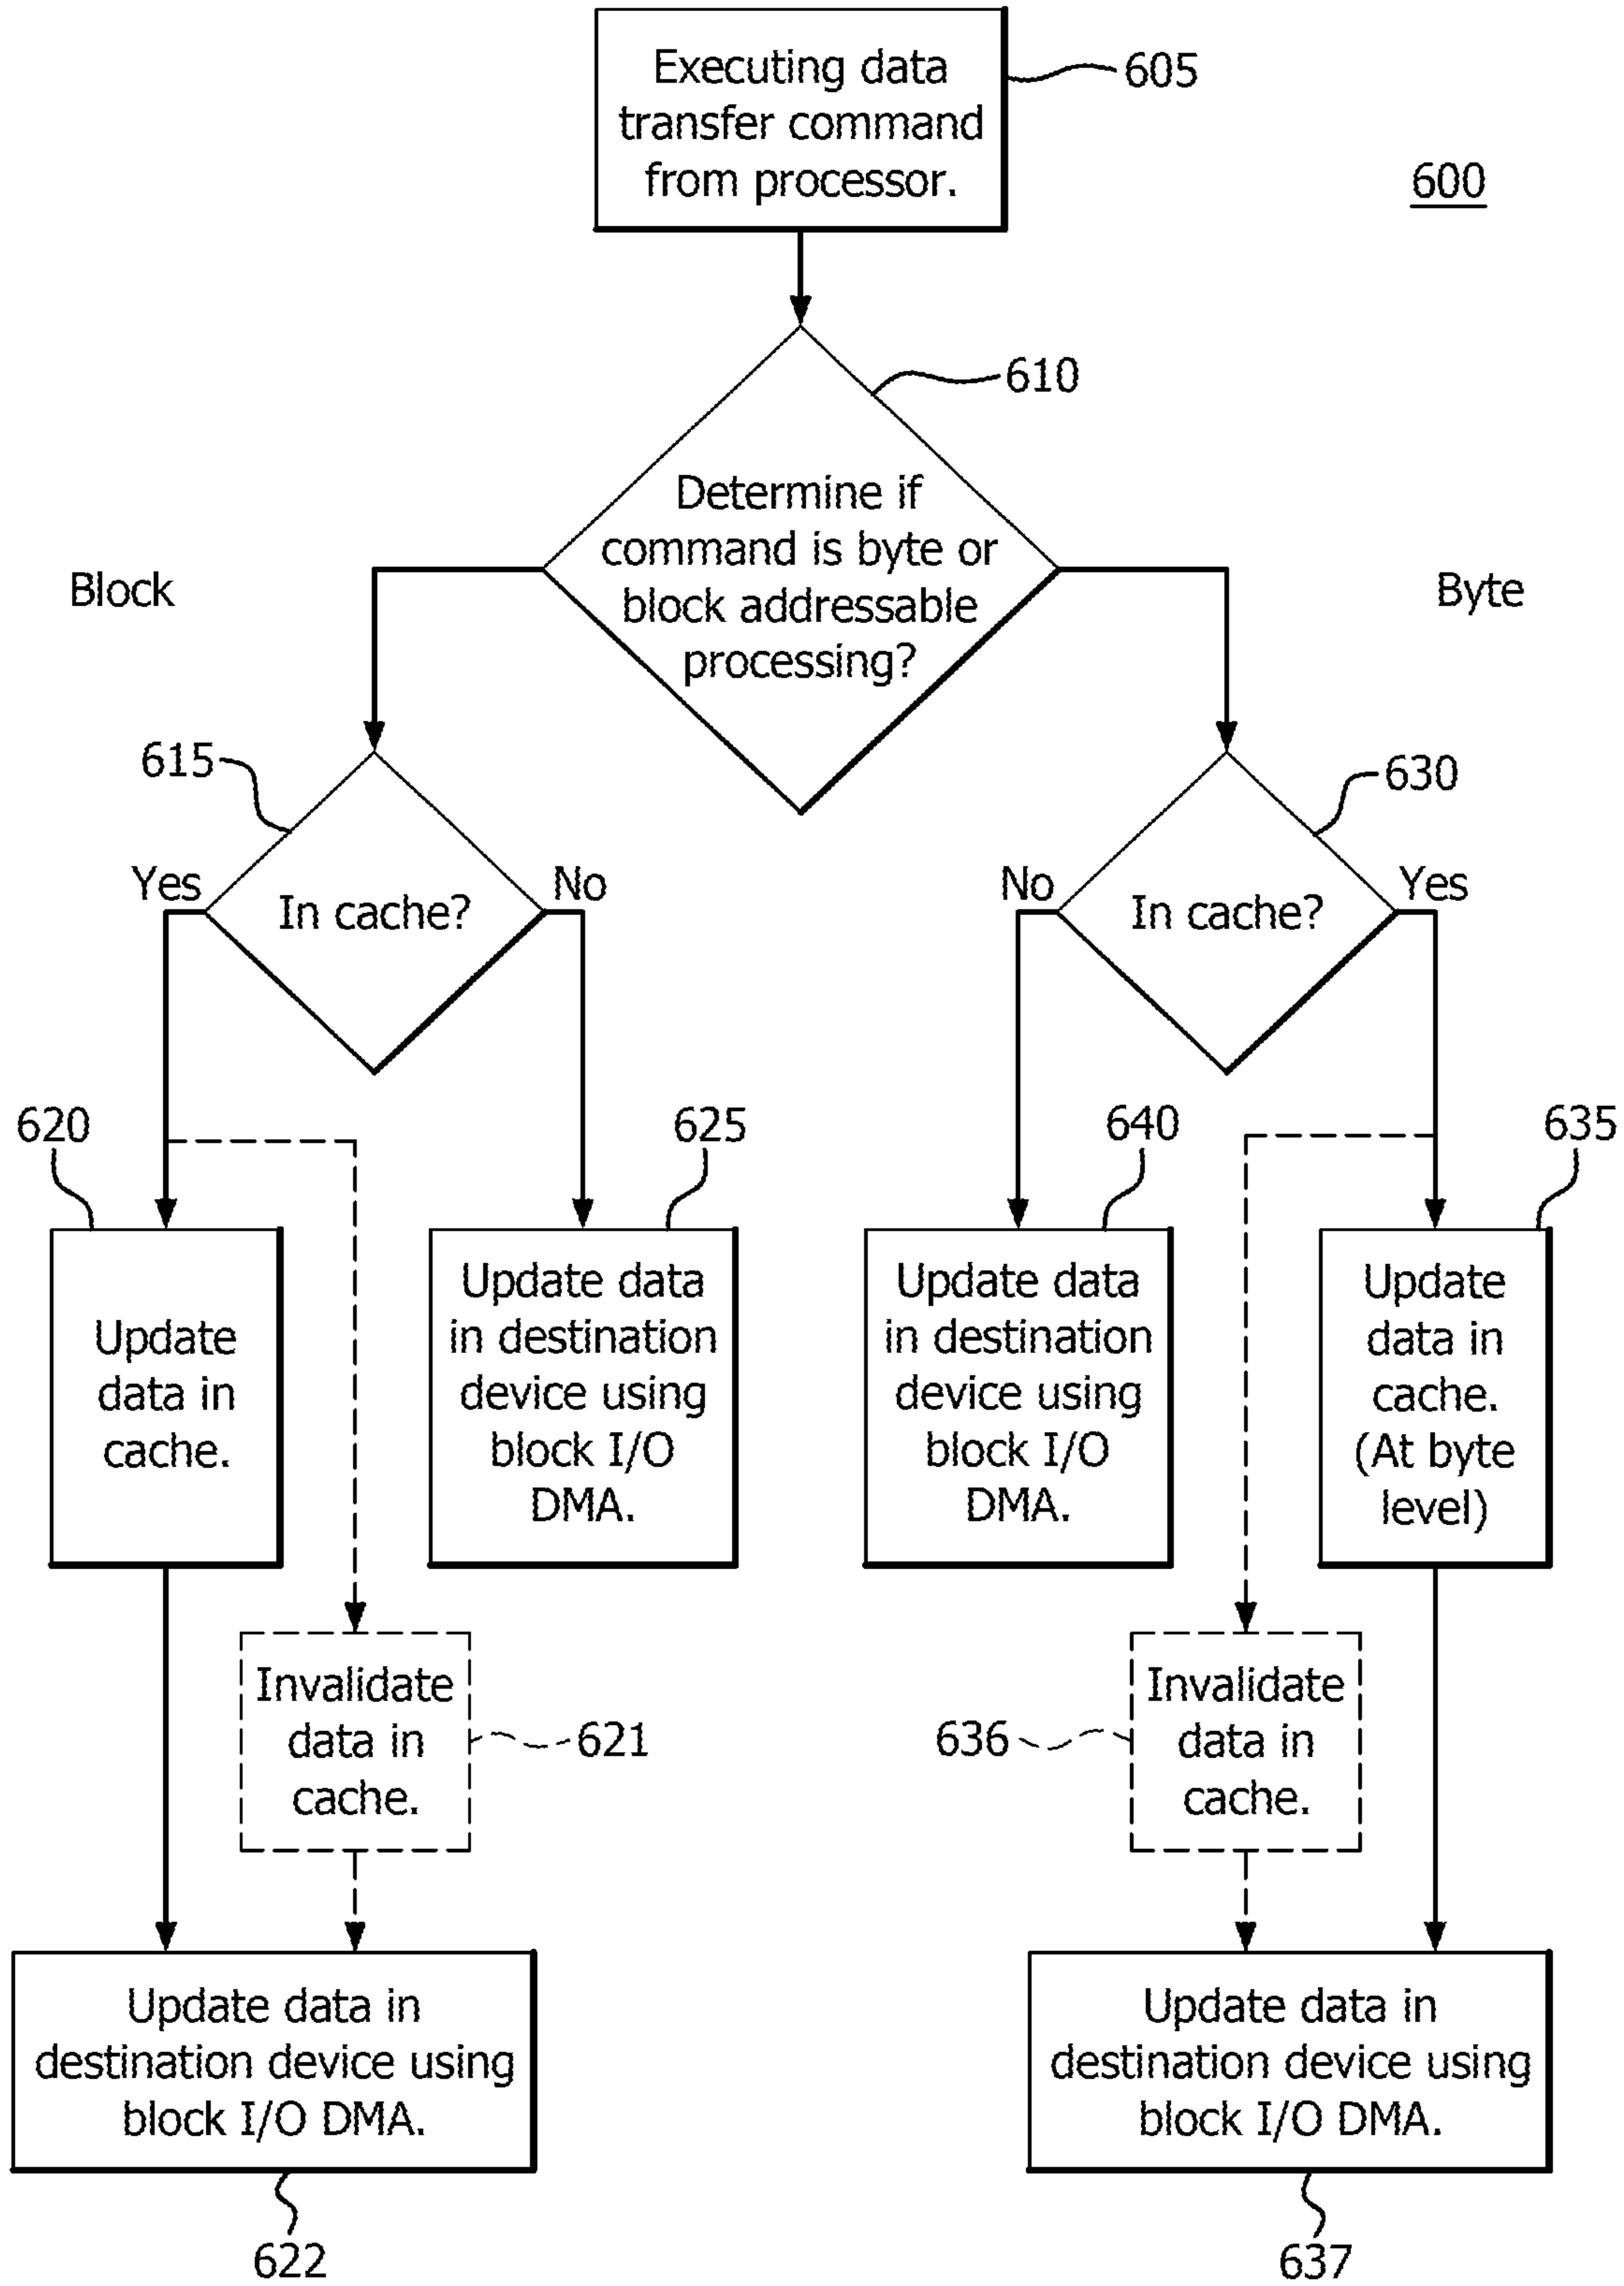 Executing data
transfer command
from processor.
605
600
610
Determine if
command is byte or
block addressable
processing?
Block
Byte
615
630
Yes
No
In cache?
No
Yes
In cache?
620
625
640
635
Update
data in
cache.
Update data
in destination
device using
block I/O
DMA.
Update data
in destination
device using
block I/O
DMA.
Update
data in
cache.
(At byte
level)
Invalidate
data in
cache.
621
636
Invalidate
data in
cache.
Update data in
destination device using
block I/O DMA.
Update data in
destination device using
block I/O DMA.
622
637